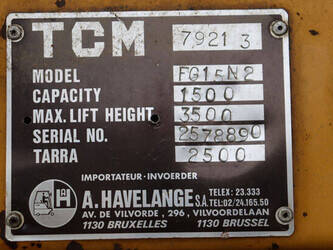 TCM 7921 3
MODEL FG15N2
CAPACITY 1500
MAX. LIFT HEIGHT 3500
SERIAL NO. 2578890
TARRA 2500
IMPORTATEUR-INVOERDER
A. HAVELANGE S.A. TELEX: 23.333 TEL: 02/24.165.50
AV. DE VILVORDE, 296, VILVOORDELAAN
1130 BRUXELLES 1130 BRUSSEL